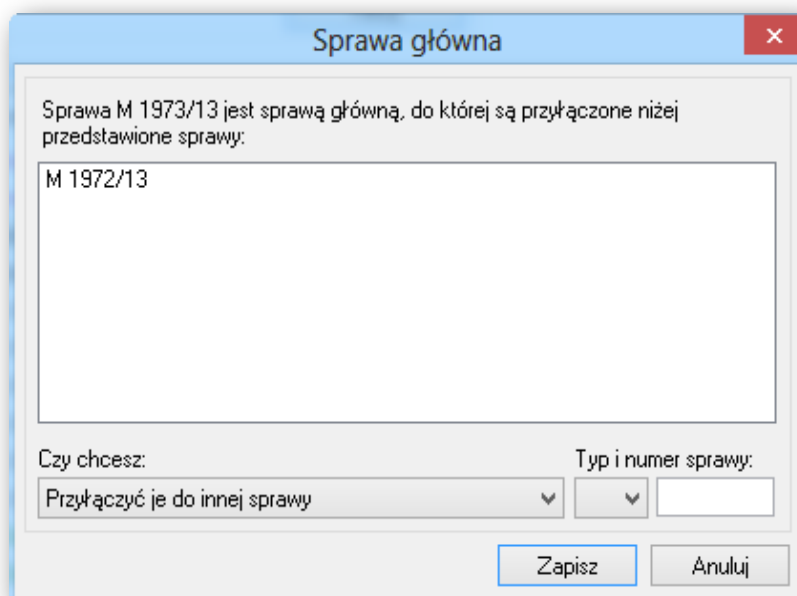 Sprawa główna
Sprawa M 1973/13 jest sprawą główną, do której są przyłączone niżej
przedstawione sprawy:
M 1972/13
Czy chcesz:
Typ i numer sprawy:
Przyłączyć je do innej sprawy
Zapisz
Anuluj